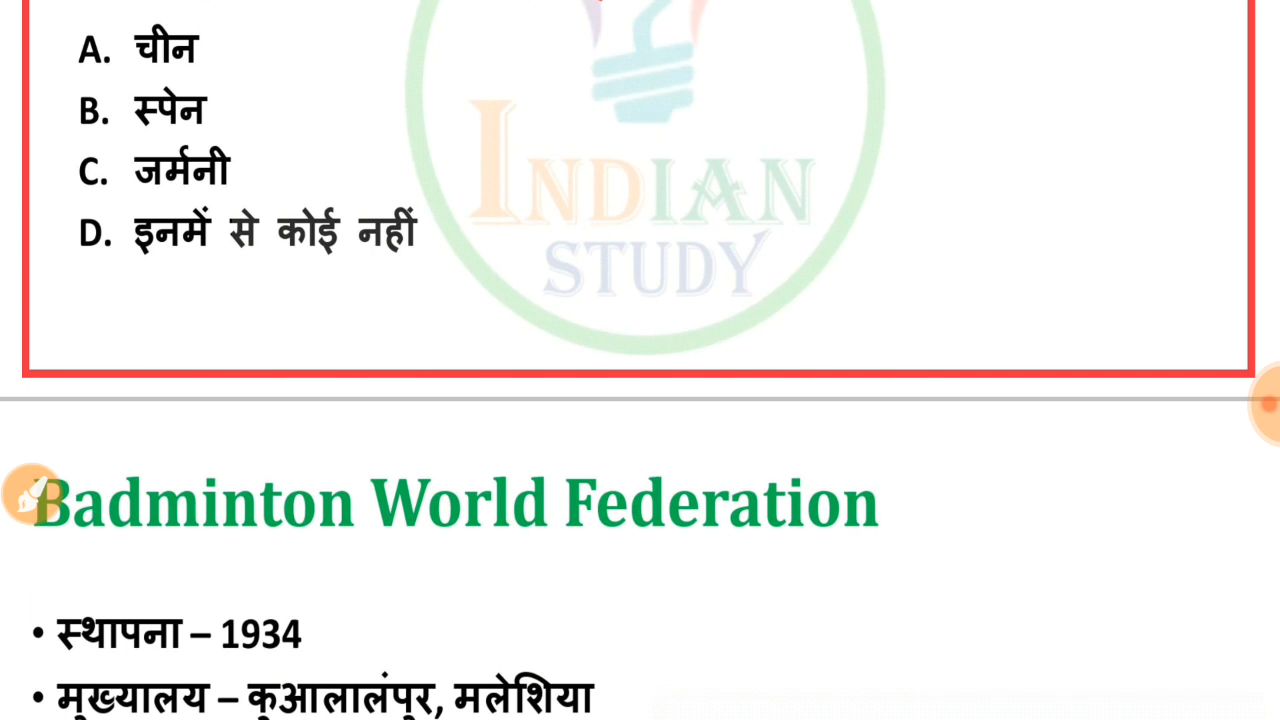 A. चीन
B. स्पेन
C. जर्मनी
D. इनमें से कोई नहीं
INDIAN
STUDY
Badminton World Federation
• स्थापना – 1934
• मुख्यालय – कुआलालंपुर, मलेशिया